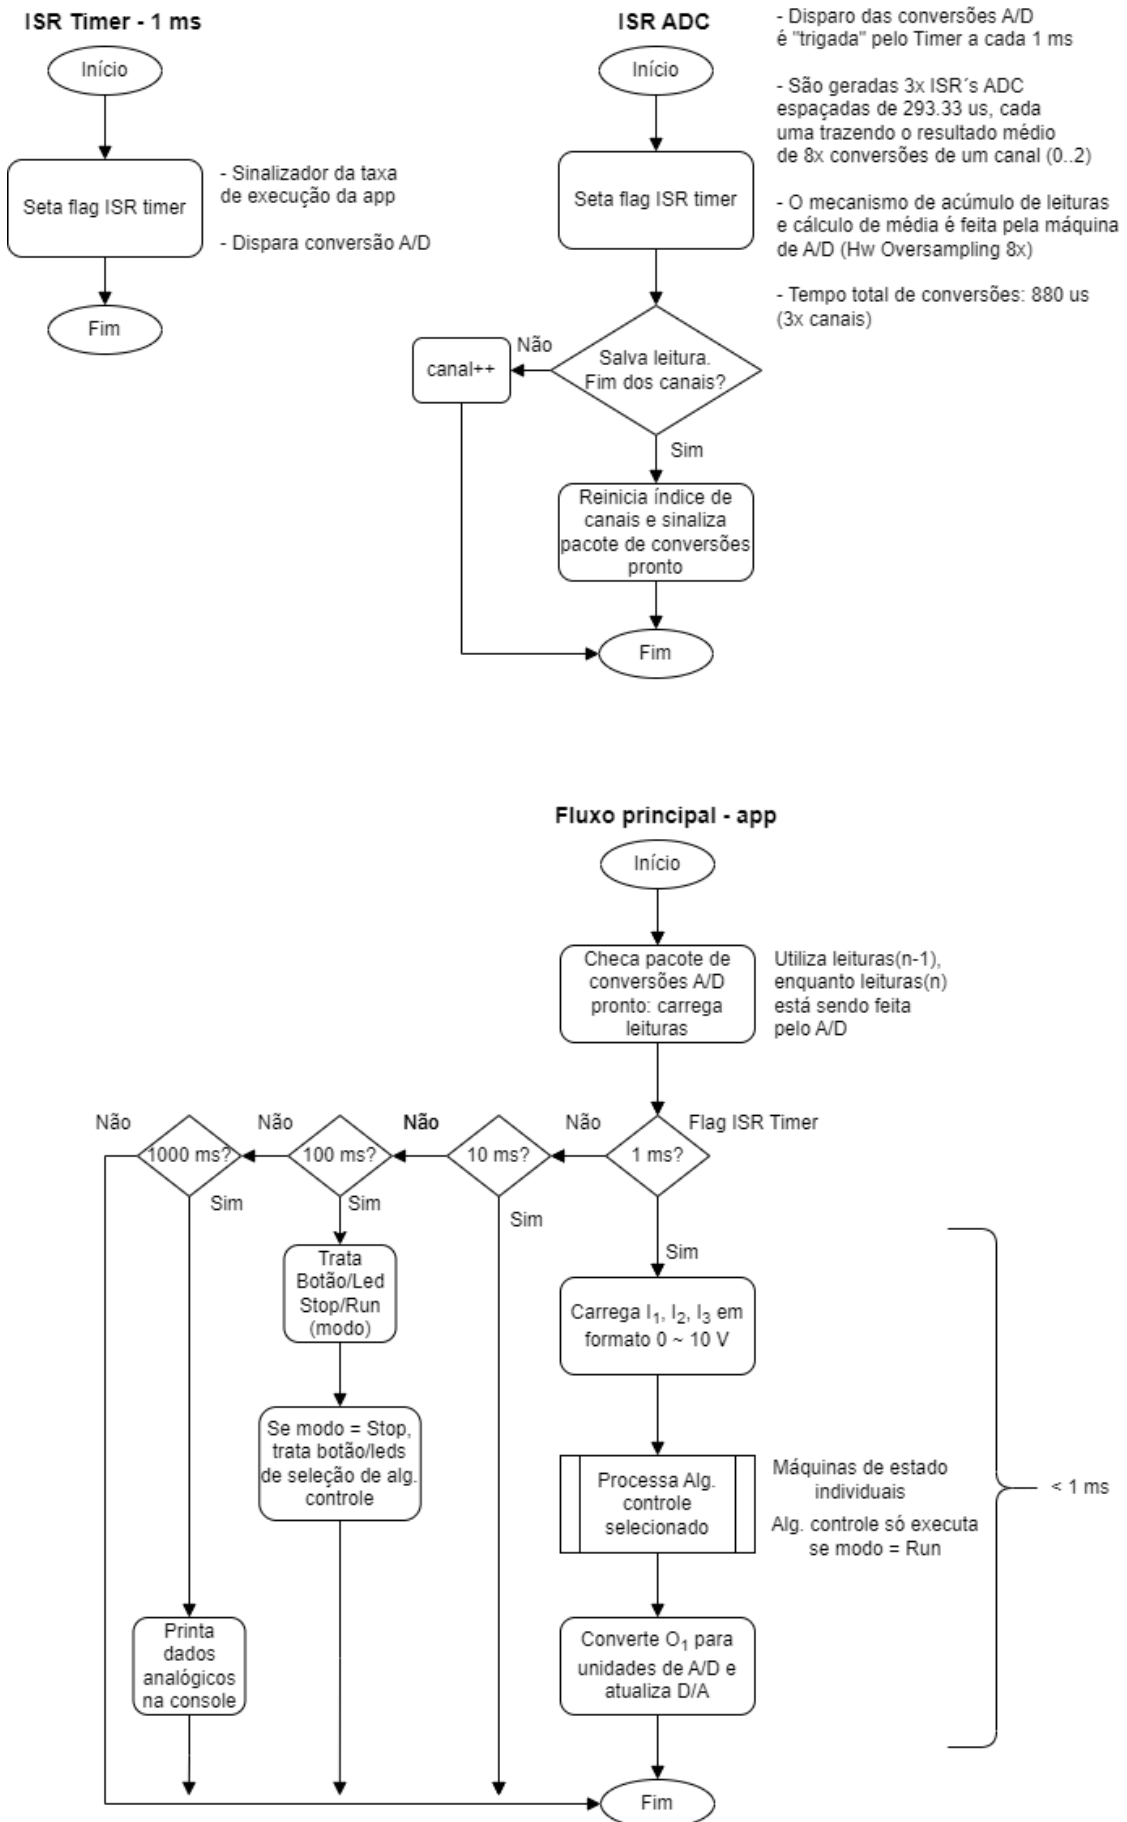 ISR Timer - 1 ms
Início
Seta flag ISR timer
- Sinalizador da taxa
de execução da app
- Dispara conversão A/D
Fim
ISR ADC
Início
Seta flag ISR timer
- Disparo das conversões A/D
é "trigada" pelo Timer a cada 1 ms
- São geradas 3x ISR´s ADC
espaçadas de 293.33 us, cada
uma trazendo o resultado médio
de 8x conversões de um canal (0..2)
- O mecanismo de acúmulo de leituras
e cálculo de média é feita pela máquina
de A/D (Hw Oversampling 8x)
- Tempo total de conversões: 880 us
(3x canais)
Salva leitura.
Fim dos canais?
Não
canal++
Sim
Reinicia índice de
canais e sinaliza
pacote de conversões
pronto
Fim
Fluxo principal - app
Início
Checa pacote de
conversões A/D
pronto: carrega
leituras
Utiliza leituras(n-1),
enquanto leituras(n)
está sendo feita
pelo A/D
Não
Não
Não
Não
Flag ISR Timer
1000 ms?
100 ms?
10 ms?
1 ms?
Sim
Sim
Sim
Sim
Trata
Botão/Led
Stop/Run
(modo)
Carrega I1, I2, I3 em
formato 0 ~ 10 V
Se modo = Stop,
trata botão/leds
de seleção de alg.
controle
Processa Alg.
controle
selecionado
Máquinas de estado
individuais
Alg. controle só executa
se modo = Run
< 1 ms
Printa
dados
analógicos
na console
Converte O1 para
unidades de A/D e
atualiza D/A
Fim